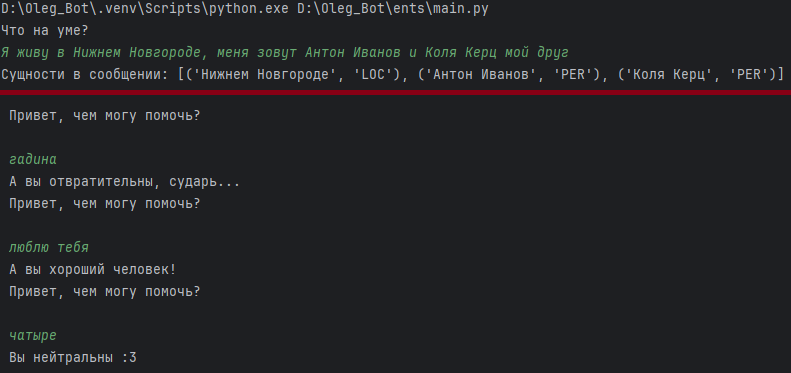 D:\Oleg_Bot\.venv\Scripts\python.exe D:\Oleg_Bot\ents\main.py
Что на уме?
Я живу в Нижнем Новгороде, меня зовут Антон Иванов и Коля Керц мой друг
Сущности в сообщении: [('Нижнем Новгороде', 'LOC'), ('Антон Иванов', 'PER'), ('Коля Керц', 'PER')]
Привет, чем могу помочь?
гадина
А вы отвратительны, сударь...
Привет, чем могу помочь?
люблю тебя
А вы хороший человек!
Привет, чем могу помочь?
чатыре
Вы нейтральны :3